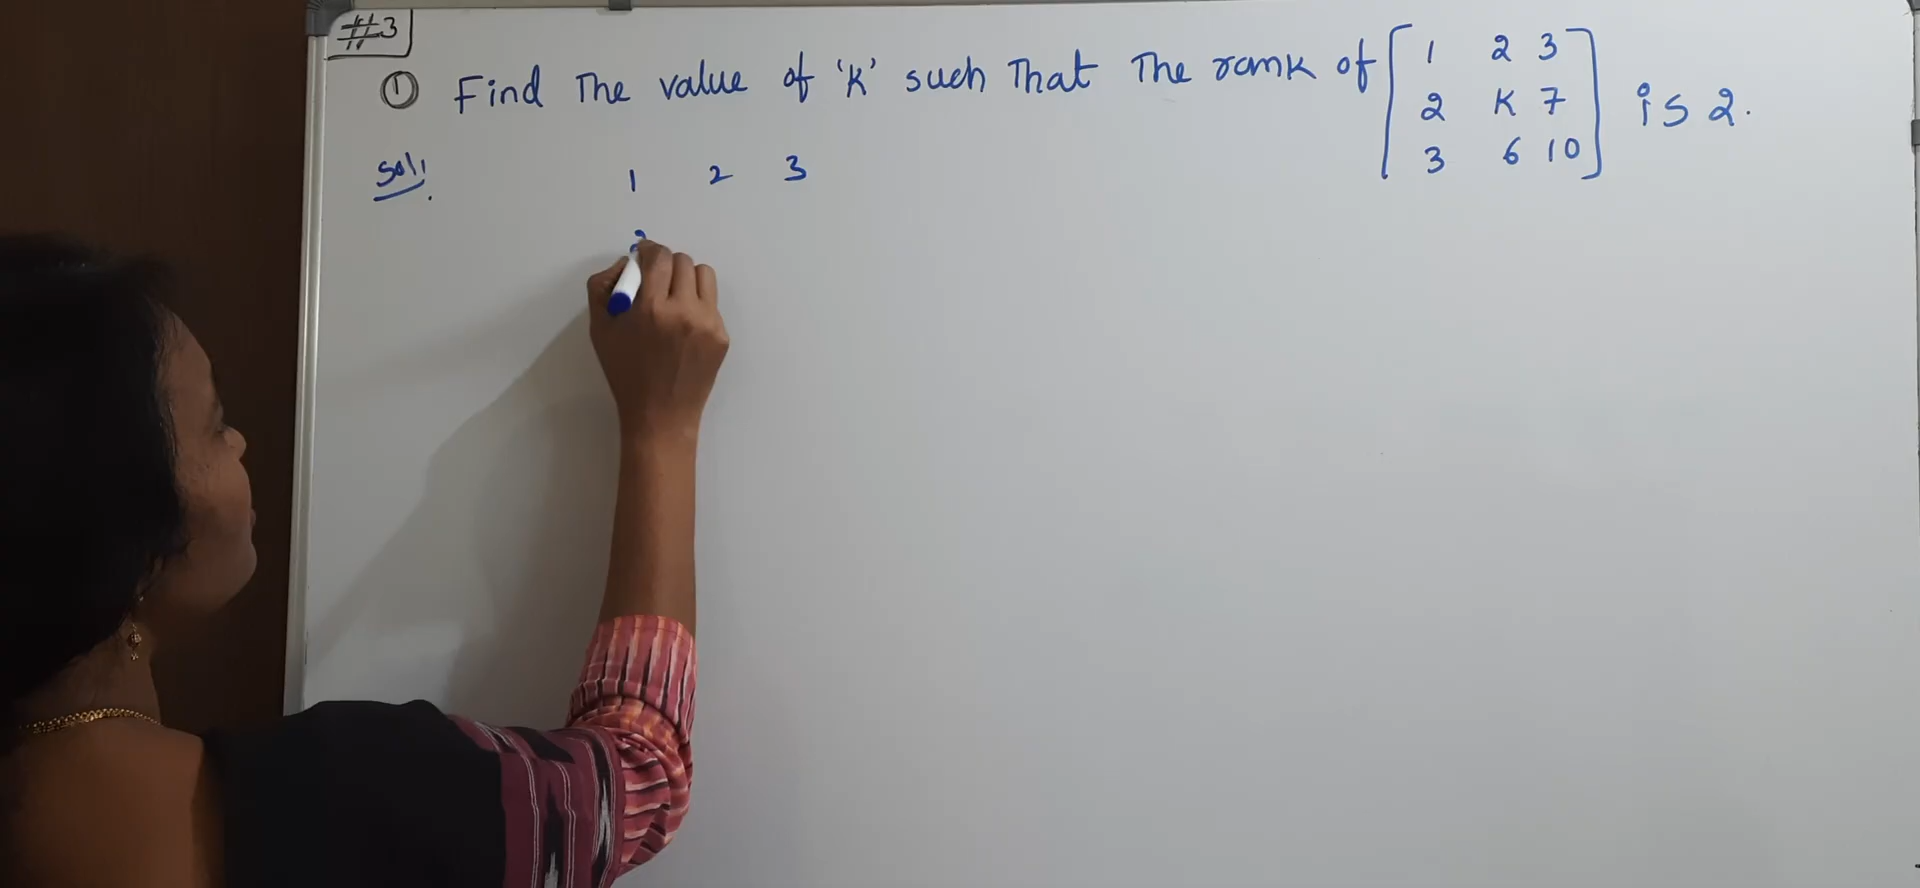 #3
① Find The value of 'K' such That The rank of [1 2 3
2 K 7
3 6 10] is 2.
Sol:
1 2 3
2